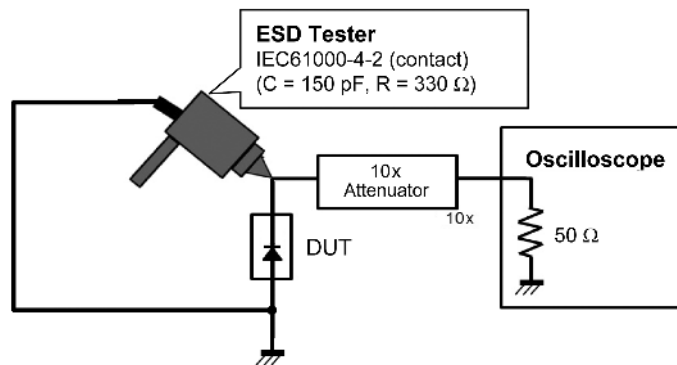 ESD Tester
IEC61000-4-2 (contact)
(C = 150 pF, R = 330 Ω)
10x
Attenuator
10x
Oscilloscope
50 Ω
DUT